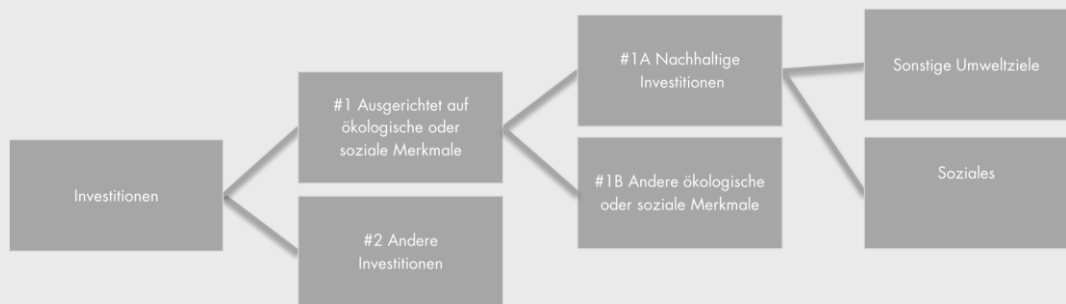 Investitionen
#1 Ausgerichtet auf
ökologische oder
soziale Merkmale
#2 Andere
Investitionen
#1A Nachhaltige
Investitionen
#1B Andere ökologische
oder soziale Merkmale
Sonstige Umweltziele
Soziales